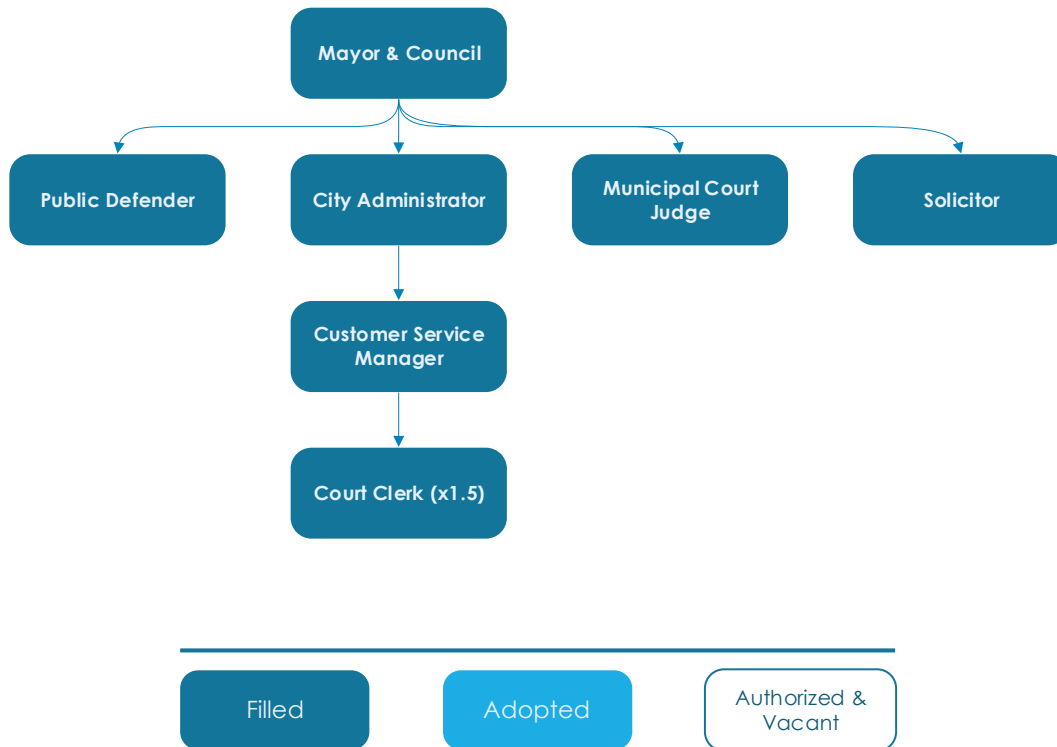 Mayor & Council
Public Defender
City Administrator
Municipal Court
Judge
Solicitor
Customer Service
Manager
Court Clerk (x1.5)
Filled
Adopted
Authorized &
Vacant